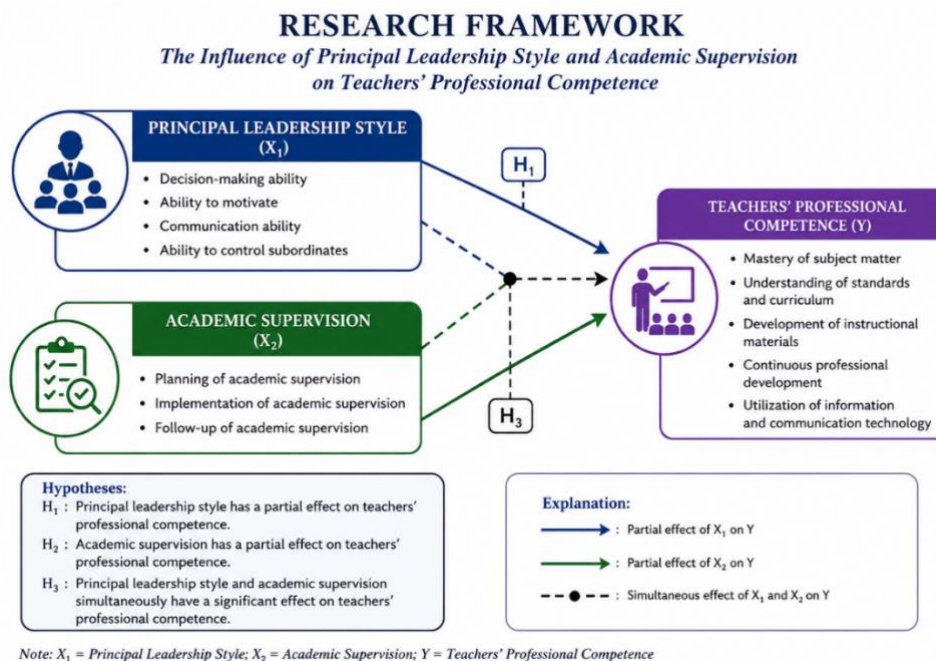 RESEARCH FRAMEWORK
The Influence of Principal Leadership Style and Academic Supervision
on Teachers’ Professional Competence
PRINCIPAL LEADERSHIP STYLE
(X₁)
• Decision-making ability
• Ability to motivate
• Communication ability
• Ability to control subordinates
H₁
ACADEMIC SUPERVISION
(X₂)
• Planning of academic supervision
• Implementation of academic supervision
• Follow-up of academic supervision
H₃
TEACHERS’ PROFESSIONAL
COMPETENCE (Y)
• Mastery of subject matter
• Understanding of standards
and curriculum
• Development of instructional
materials
• Continuous professional
development
• Utilization of information
and communication technology
Hypotheses:
H₁ : Principal leadership style has a partial effect on teachers’
professional competence.
H₂ : Academic supervision has a partial effect on teachers’
professional competence.
H₃ : Principal leadership style and academic supervision
simultaneously have a significant effect on teachers’
professional competence.
Explanation:
: Partial effect of X₁ on Y
: Partial effect of X₂ on Y
: Simultaneous effect of X₁ and X₂ on Y
Note: X₁ = Principal Leadership Style; X₂ = Academic Supervision; Y = Teachers’ Professional Competence